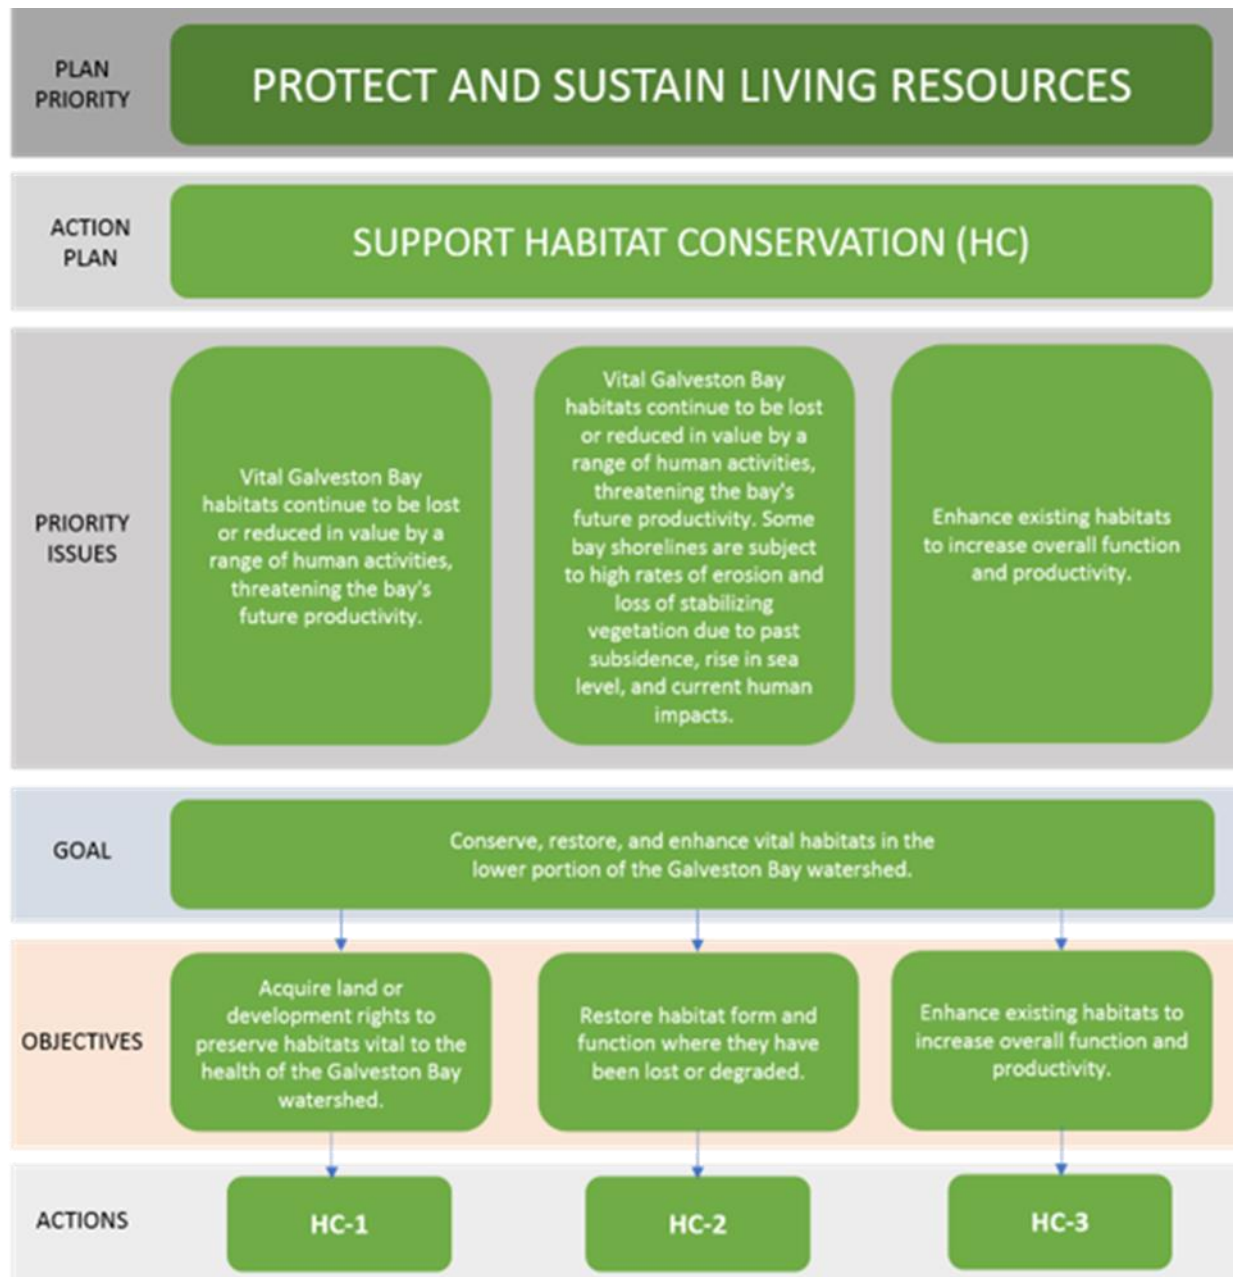 PLAN
PRIORITY
PROTECT AND SUSTAIN LIVING RESOURCES
ACTION
PLAN
SUPPORT HABITAT CONSERVATION (HC)
PRIORITY
ISSUES
Vital Galveston Bay
habitats continue to be lost
or reduced in value by a
range of human activities,
threatening the bay's
future productivity.
Vital Galveston Bay
habitats continue to be lost
or reduced in value by a
range of human activities,
threatening the bay's
future productivity. Some
bay shorelines are subject
to high rates of erosion and
loss of stabilizing
vegetation due to past
subsidence, rise in sea
level, and current human
impacts.
Enhance existing habitats
to increase overall function
and productivity.
GOAL
Conserve, restore, and enhance vital habitats in the
lower portion of the Galveston Bay watershed.
OBJECTIVES
Acquire land or
development rights to
preserve habitats vital to the
health of the Galveston Bay
watershed.
Restore habitat form and
function where they have
been lost or degraded.
Enhance existing habitats to
increase overall function and
productivity.
ACTIONS
HC-1
HC-2
HC-3